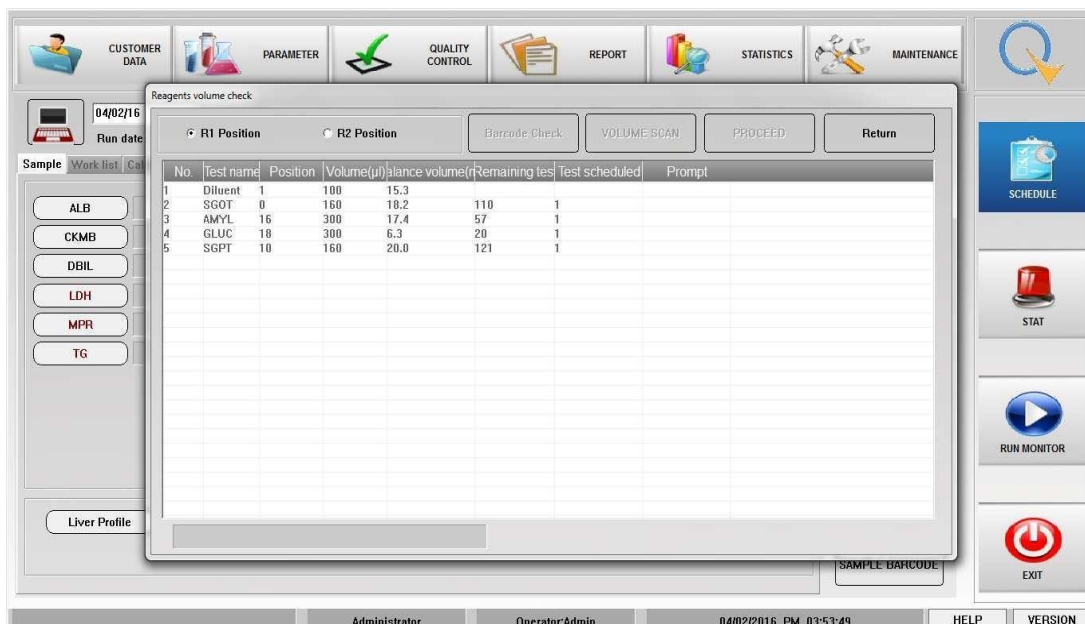 CUSTOMER DATA
PARAMETER
QUALITY CONTROL
REPORT
STATISTICS
MAINTENANCE
04/02/16
Run date
Sample Work list Cal
ALB
CKMB
DBIL
LDH
MPR
TG
Liver Profile
Reagents volume check
R1 Position
R2 Position
Barcode Check
VOLUME SCAN
PROCEED
Return
No. Test name Position Volume(µl) alance volume(m Remaining tes Test scheduled Prompt
1 Diluent 1 100 15.3
2 SGOT 0 160 18.2 110 1
3 AMYL 16 300 17.4 57 1
4 GLUC 18 300 6.3 20 1
5 SGPT 10 160 20.0 121 1
SAMPLE BARCODE
SCHEDULE
STAT
RUN MONITOR
EXIT
Administrator
Operator:Admin
04/02/2016 PM 03:53:49
HELP
VERSION